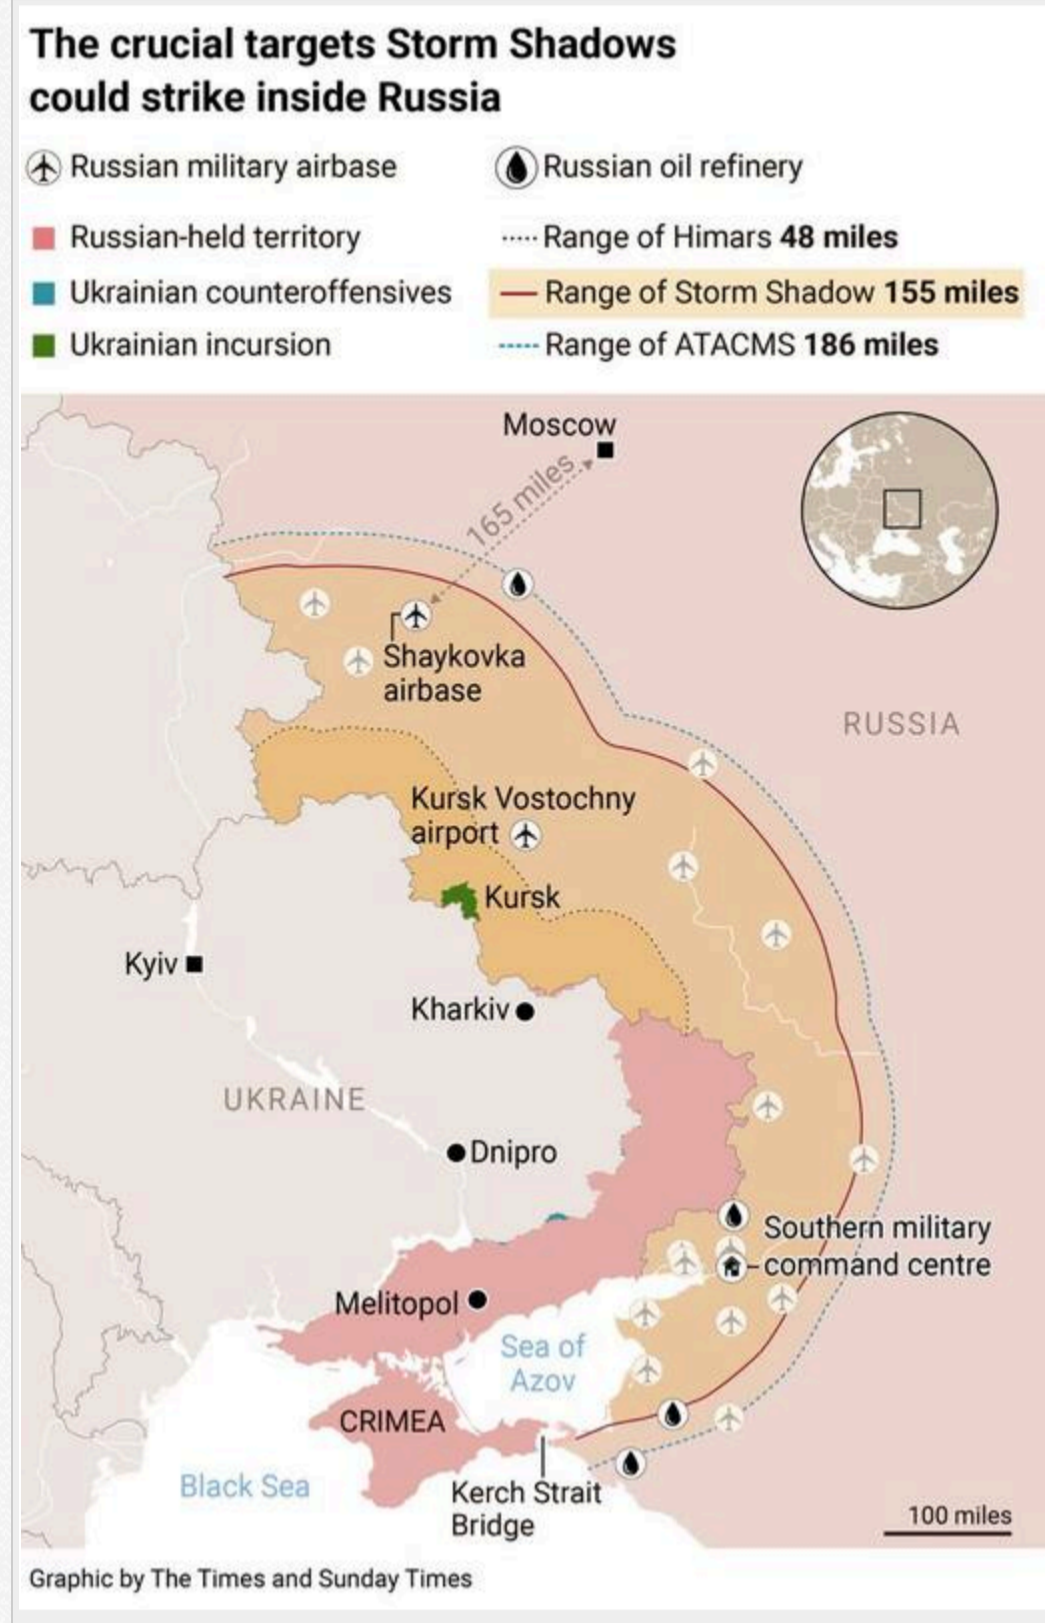 The crucial targets Storm Shadows
could strike inside Russia
Russian military airbase
Russian oil refinery
Russian-held territory
Range of Himars 48 miles
Ukrainian counteroffensives
Range of Storm Shadow 155 miles
Ukrainian incursion
Range of ATACMS 186 miles
Moscow
165 miles
Shaykovka
airbase
RUSSIA
Kursk Vostochny
airport
Kursk
Kyiv
Kharkiv
UKRAINE
Dnipro
Southern military
command centre
Melitopol
Sea of
Azov
CRIMEA
Black Sea
Kerch Strait
Bridge
100 miles
Graphic by The Times and Sunday Times